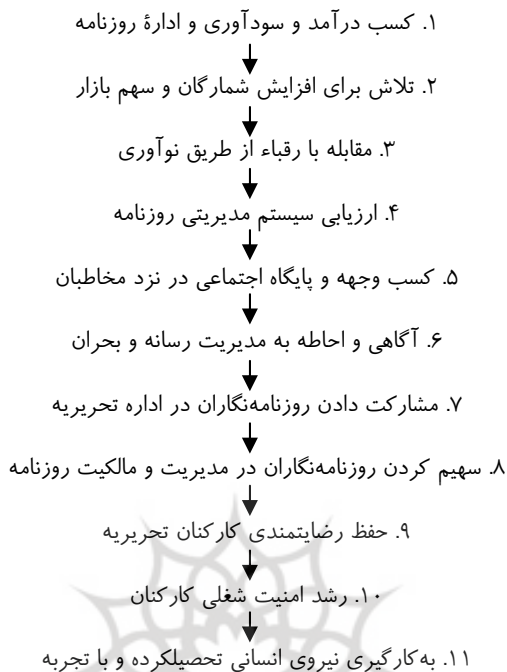 ۱. کسب درآمد و سودآوری و ادارۀ روزنامه
۲. تلاش برای افزایش شمارگان و سهم بازار
۳. مقابله با رقباء از طریق نوآوری
۴. ارزیابی سیستم مدیریتی روزنامه
۵. کسب وجهه و پایگاه اجتماعی در نزد مخاطبان
۶. آگاهی و احاطه به مدیریت رسانه و بحران
۷. مشارکت دادن روزنامه‌نگاران در اداره تحریریه
۸. سهیم کردن روزنامه‌نگاران در مدیریت و مالکیت روزنامه
۹. حفظ رضایتمندی کارکنان تحریریه
۱۰. رشد امنیت شغلی کارکنان
۱۱. به‌کارگیری نیروی انسانی تحصیلکرده و با تجربه